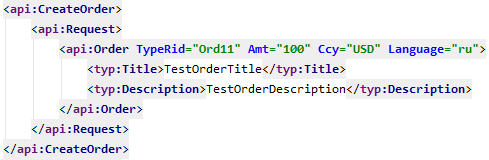 <api:CreateOrder>
<api:Request>
<api:Order TypeRid="Ord11" Amt="100" Ccy="USD" Language="ru">
<typ:Title>TestOrderTitle</typ:Title>
<typ:Description>TestOrderDescription</typ:Description>
</api:Order>
</api:Request>
</api:CreateOrder>